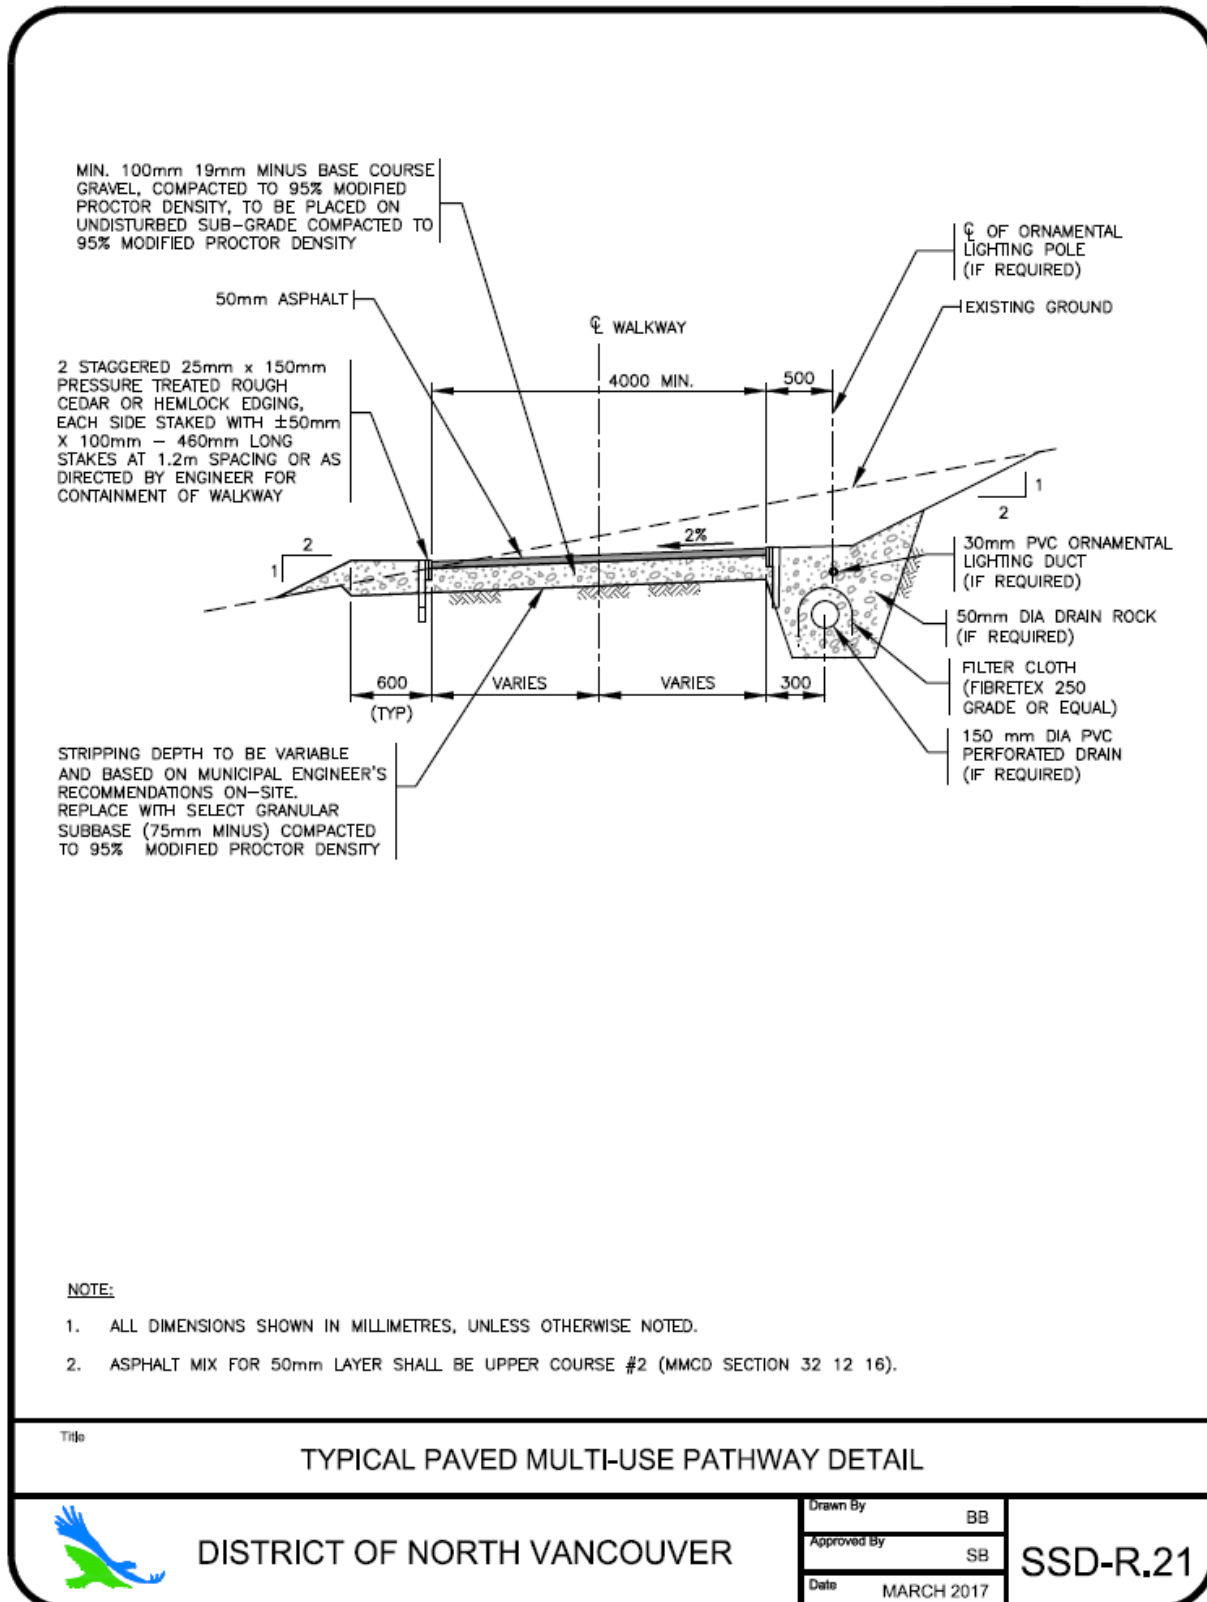 MIN. 100mm 19mm MINUS BASE COURSE
GRAVEL, COMPACTED TO 95% MODIFIED
PROCTOR DENSITY, TO BE PLACED ON
UNDISTURBED SUB-GRADE COMPACTED TO
95% MODIFIED PROCTOR DENSITY
℄ OF ORNAMENTAL
LIGHTING POLE
(IF REQUIRED)
50mm ASPHALT
EXISTING GROUND
℄ WALKWAY
2 STAGGERED 25mm x 150mm
PRESSURE TREATED ROUGH
CEDAR OR HEMLOCK EDGING,
EACH SIDE STAKED WITH ±50mm
X 100mm – 460mm LONG
STAKES AT 1.2m SPACING OR AS
DIRECTED BY ENGINEER FOR
CONTAINMENT OF WALKWAY
4000 MIN.
500
1
2
2%
2
1
30mm PVC ORNAMENTAL
LIGHTING DUCT
(IF REQUIRED)
50mm DIA DRAIN ROCK
(IF REQUIRED)
FILTER CLOTH
(FIBRETEX 250
GRADE OR EQUAL)
150 mm DIA PVC
PERFORATED DRAIN
(IF REQUIRED)
600
(TYP)
VARIES
VARIES
300
STRIPPING DEPTH TO BE VARIABLE
AND BASED ON MUNICIPAL ENGINEER'S
RECOMMENDATIONS ON-SITE.
REPLACE WITH SELECT GRANULAR
SUBBASE (75mm MINUS) COMPACTED
TO 95% MODIFIED PROCTOR DENSITY
NOTE:
1. ALL DIMENSIONS SHOWN IN MILLIMETRES, UNLESS OTHERWISE NOTED.
2. ASPHALT MIX FOR 50mm LAYER SHALL BE UPPER COURSE #2 (MMCD SECTION 32 12 16).
Title
TYPICAL PAVED MULTI-USE PATHWAY DETAIL
DISTRICT OF NORTH VANCOUVER
Drawn By
BB
Approved By
SB
Date
MARCH 2017
SSD-R.21